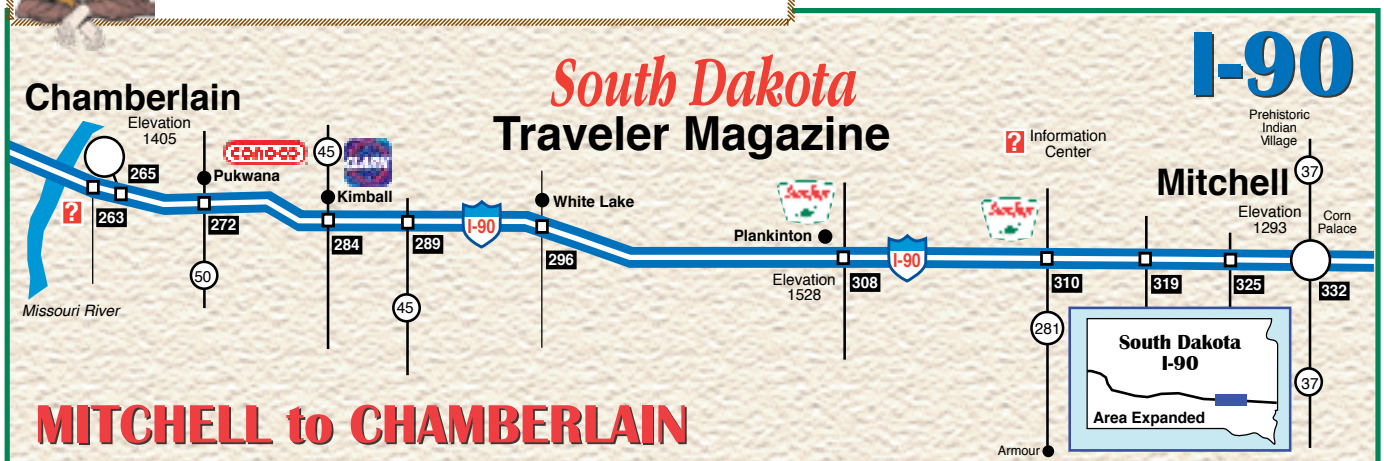 I-90
South Dakota
Traveler Magazine
Chamberlain
Elevation
1405
Prehistoric
Indian
Village
Information
Center
?
conoco
45
CLARK
37
265
Pukwana
Kimball
Mitchell
White Lake
Elevation
1293
Corn
Palace
?
263
272
284
289
I-90
296
Plankinton
I-90
Elevation
1528
308
310
319
325
332
50
45
Missouri River
281
South Dakota
I-90
37
Area Expanded
MITCHELL to CHAMBERLAIN
Armour